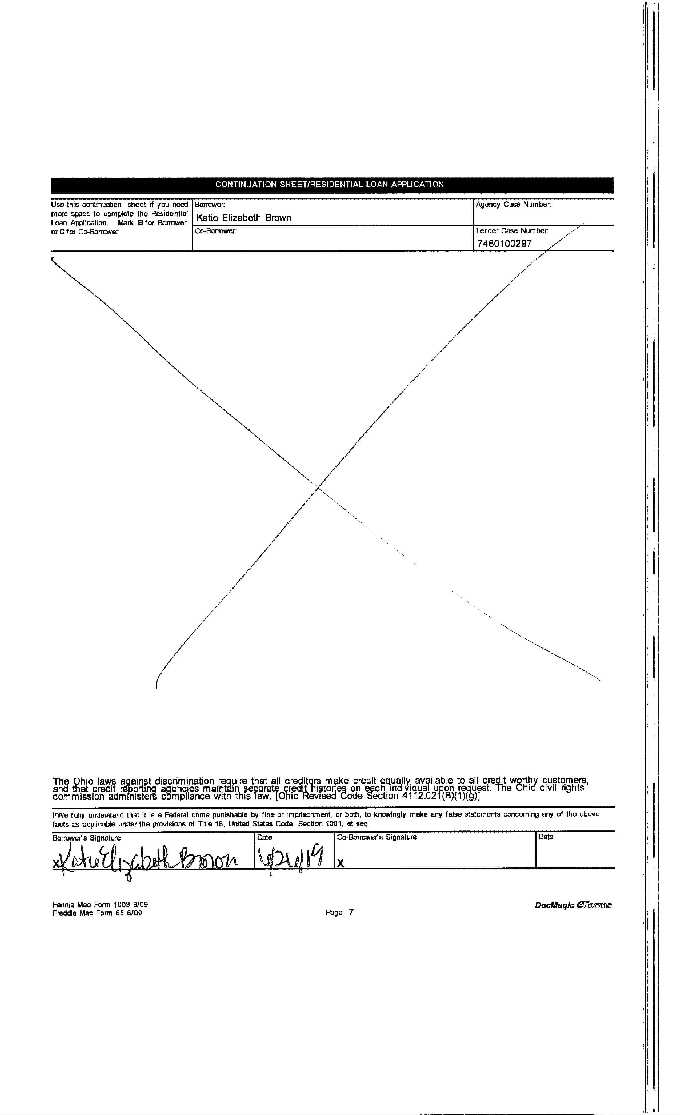 CONTINUATION SHEET/RESIDENTIAL LOAN APPLICATION
Use this continuation sheet if you need
more space to complete the Residential
Loan Application. Mark B for Borrower
or C for Co-Borrower.
Borrower:
Katie Elizabeth Brown
Agency Case Number:
Co-Borrower:
Lender Case Number:
7460100297
The Ohio laws against discrimination require that all creditors make credit equally available to all credit worthy customers,
and that credit reporting agencies maintain separate credit histories on each individual upon request. The Ohio civil rights
commission administers compliance with this law. [Ohio Revised Code Section 4112.021(B)(1)(g)]
I/We fully understand that it is a Federal crime punishable by fine or imprisonment, or both, to knowingly make any false statements concerning any of the above
facts as applicable under the provisions of Title 18, United States Code, Section 1001, et seq.
Borrower's Signature
Date
Co-Borrower's Signature
Date
x Katie Elizabeth Brown
X
Fannie Mae Form 1003 6/09
Freddie Mac Form 65 6/09
Page 7
DocMagic eForms